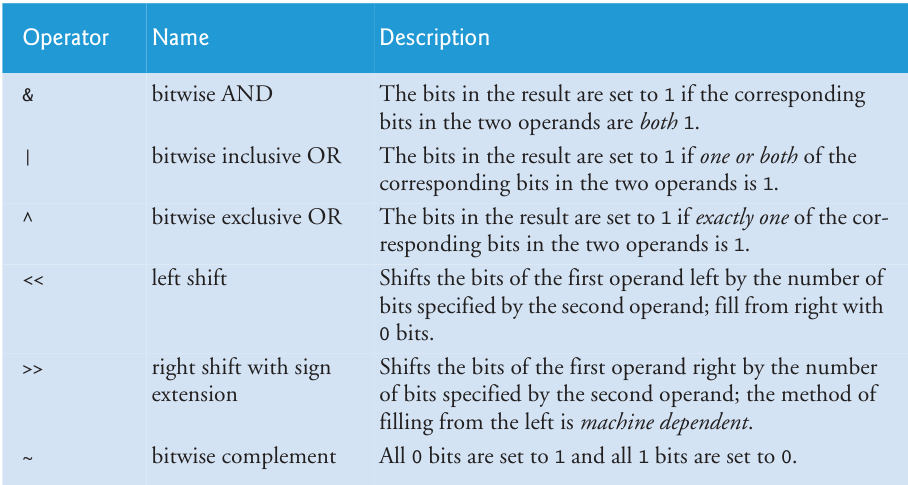 Operator Name Description
& bitwise AND The bits in the result are set to 1 if the corresponding
bits in the two operands are both 1.
| bitwise inclusive OR The bits in the result are set to 1 if one or both of the
corresponding bits in the two operands is 1.
^ bitwise exclusive OR The bits in the result are set to 1 if exactly one of the cor-
responding bits in the two operands is 1.
<< left shift Shifts the bits of the first operand left by the number of
bits specified by the second operand; fill from right with
0 bits.
>> right shift with sign Shifts the bits of the first operand right by the number
extension of bits specified by the second operand; the method of
filling from the left is machine dependent.
~ bitwise complement All 0 bits are set to 1 and all 1 bits are set to 0.